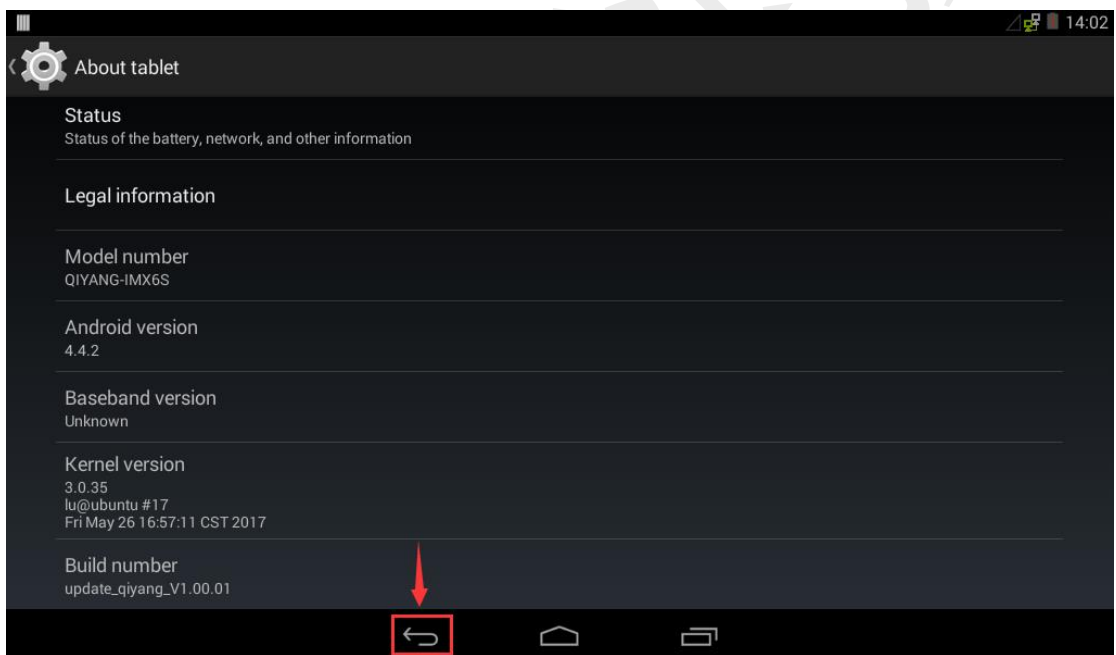 14:02
About tablet
Status
Status of the battery, network, and other information
Legal information
Model number
QIYANG-IMX6S
Android version
4.4.2
Baseband version
Unknown
Kernel version
3.0.35
lu@ubuntu #17
Fri May 26 16:57:11 CST 2017
Build number
update_qiyang_V1.00.01